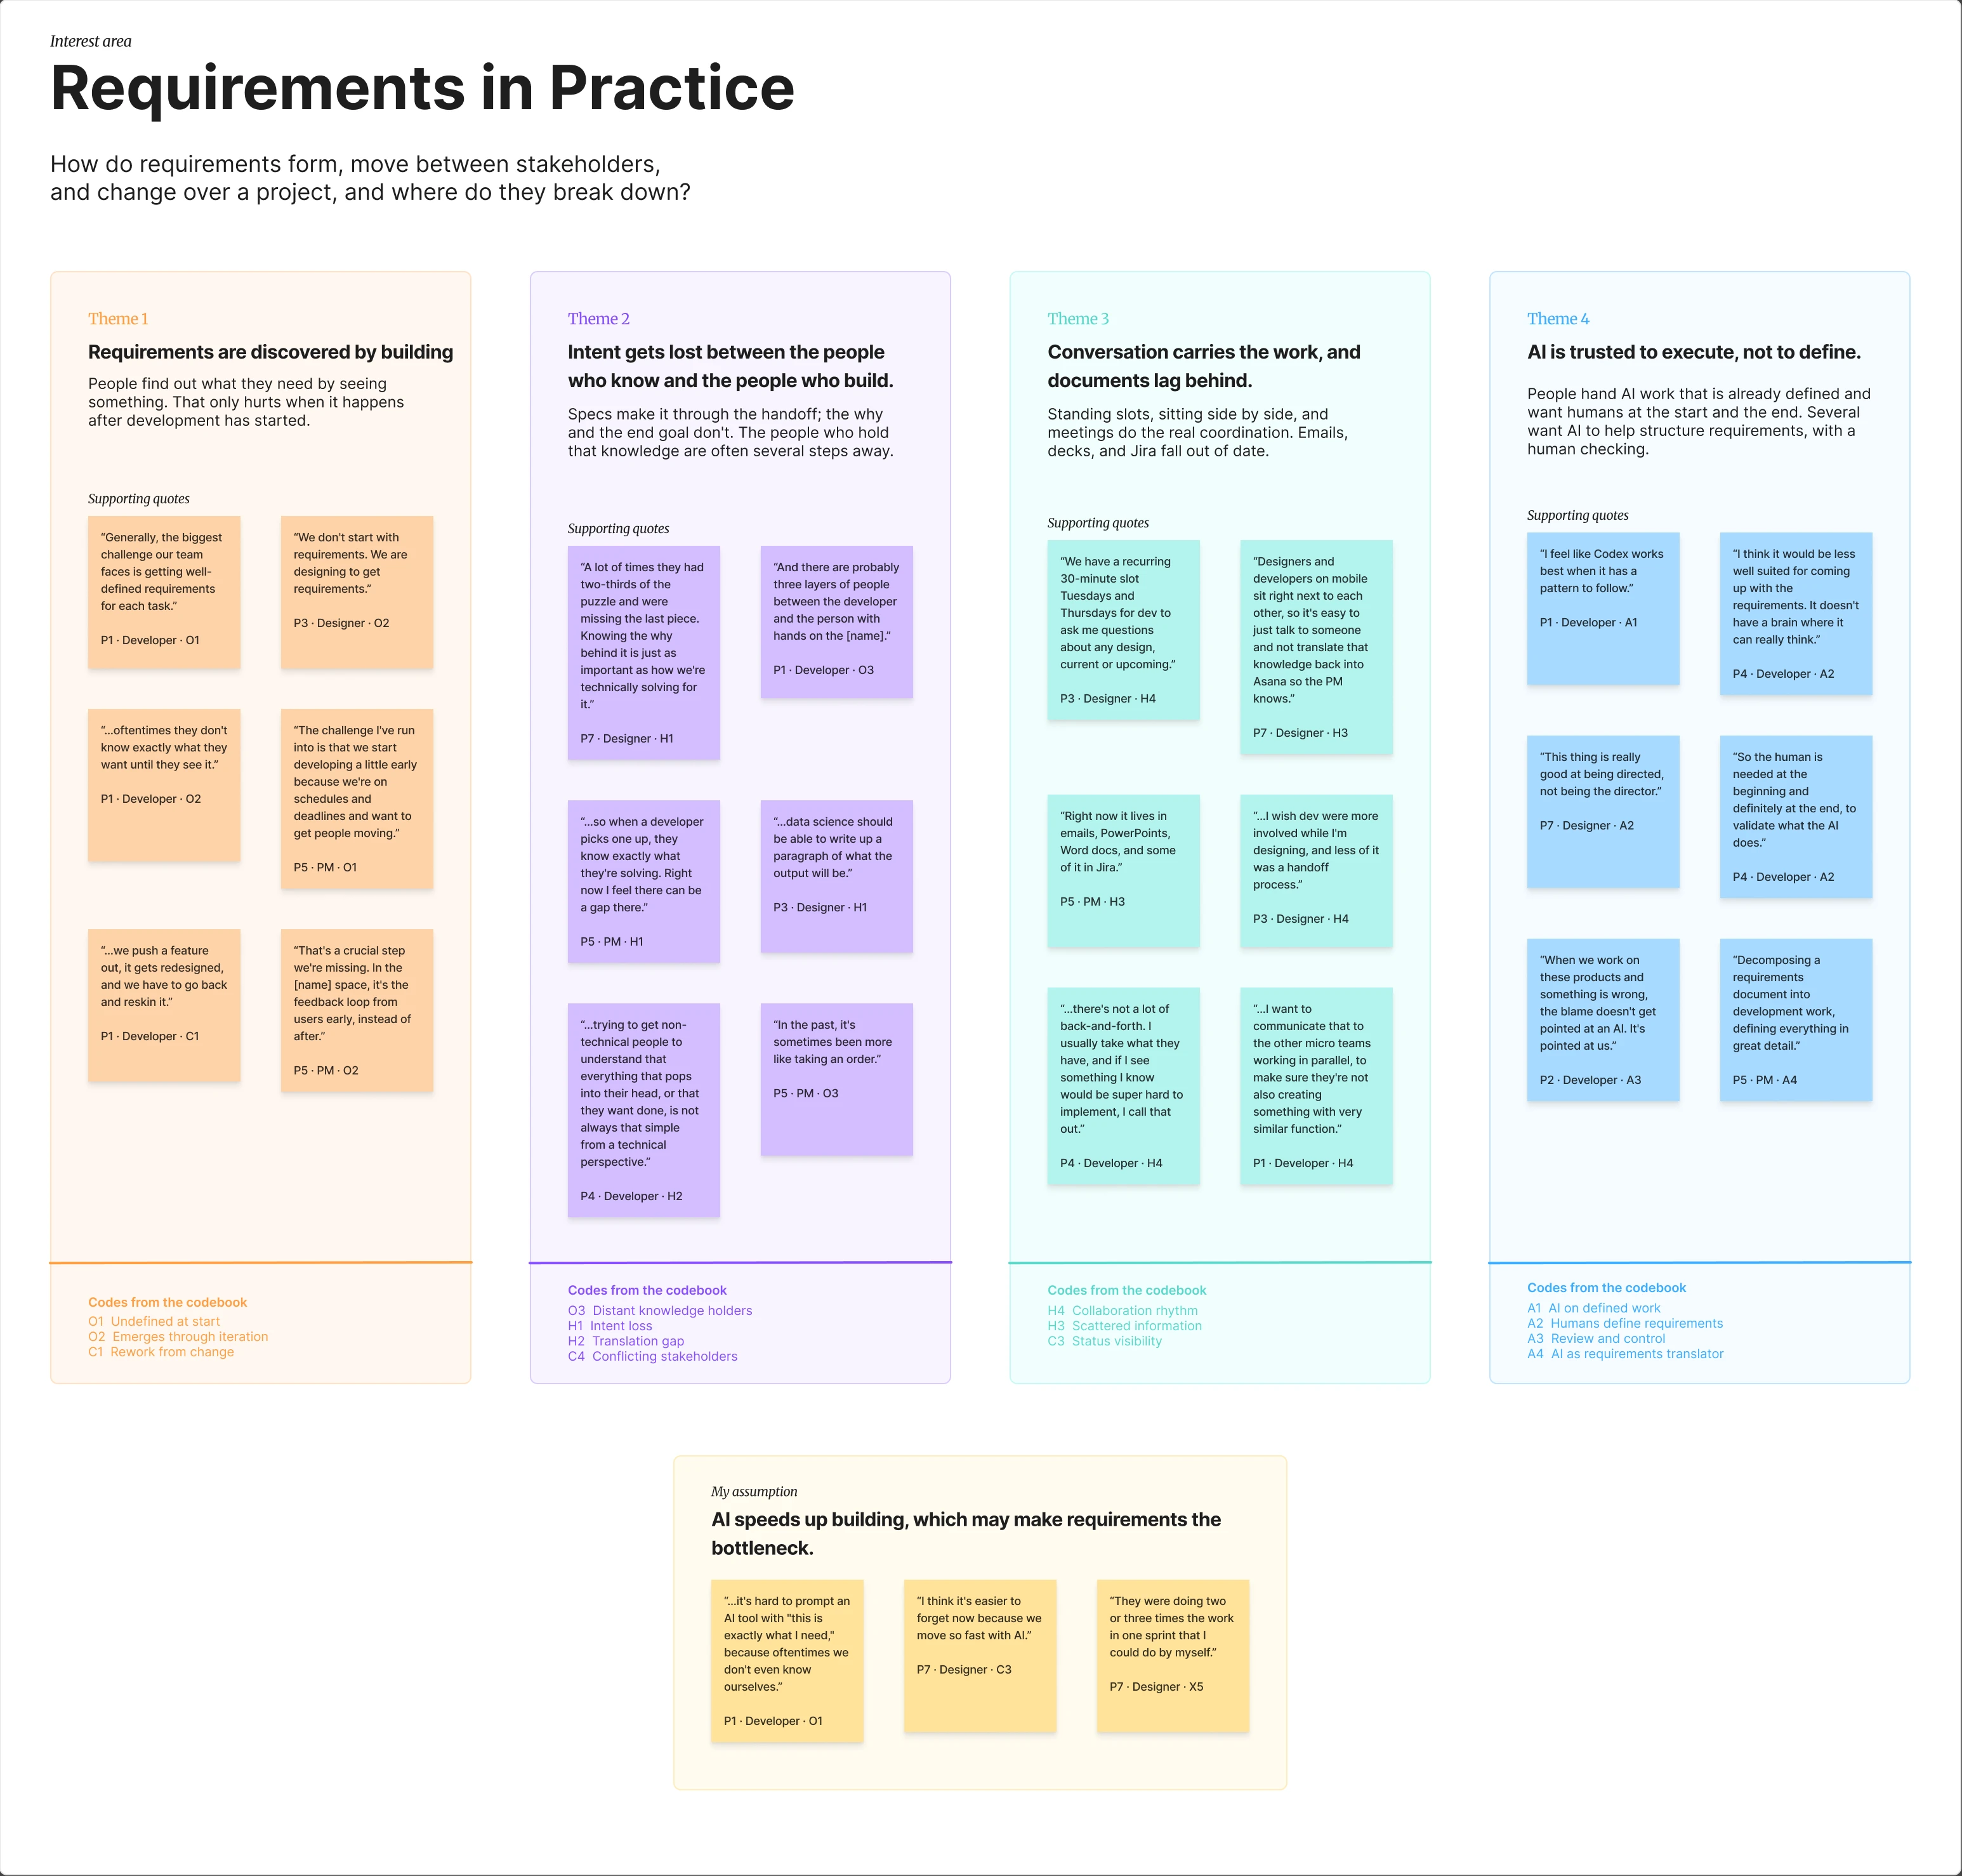 Interest area
Requirements in Practice
How do requirements form, move between stakeholders,
and change over a project, and where do they break down?
Theme 1
Requirements are discovered by building
People find out what they need by seeing
something. That only hurts when it happens
after development has started.
Supporting quotes
“Generally, the biggest
challenge our team
faces is getting well-
defined requirements
for each task.”
P1 · Developer · O1
“We don't start with
requirements. We are
designing to get
requirements.”
P3 · Designer · O2
“...oftentimes they don't
know exactly what they
want until they see it.”
P1 · Developer · O2
“The challenge I've run
into is that we start
developing a little early
because we're on
schedules and
deadlines and want to
get people moving.”
P5 · PM · O1
“...we push a feature
out, it gets redesigned,
and we have to go back
and reskin it.”
P1 · Developer · C1
“That's a crucial step
we're missing. In the
[name] space, it's the
feedback loop from
users early, instead of
after.”
P5 · PM · O2
Codes from the codebook
O1 Undefined at start
O2 Emerges through iteration
C1 Rework from change
Theme 2
Intent gets lost between the people
who know and the people who build.
Specs make it through the handoff; the why
and the end goal don't. The people who hold
that knowledge are often several steps away.
Supporting quotes
“A lot of times they had
two-thirds of the
puzzle and were
missing the last piece.
Knowing the why
behind it is just as
important as how we're
technically solving for
it.”
P7 · Designer · H1
“And there are probably
three layers of people
between the developer
and the person with
hands on the [name].”
P1 · Developer · O3
“...so when a developer
picks one up, they
know exactly what
they're solving. Right
now I feel there can be
a gap there.”
P5 · PM · H1
“...data science should
be able to write up a
paragraph of what the
output will be.”
P3 · Designer · H1
“...trying to get non-
technical people to
understand that
everything that pops
into their head, or that
they want done, is not
always that simple
from a technical
perspective.”
P4 · Developer · H2
“In the past, it's
sometimes been more
like taking an order.”
P5 · PM · O3
Codes from the codebook
O3 Distant knowledge holders
H1 Intent loss
H2 Translation gap
C4 Conflicting stakeholders
Theme 3
Conversation carries the work, and
documents lag behind.
Standing slots, sitting side by side, and
meetings do the real coordination. Emails,
decks, and Jira fall out of date.
Supporting quotes
“We have a recurring
30-minute slot
Tuesdays and
Thursdays for dev to
ask me questions
about any design,
current or upcoming.”
P3 · Designer · H4
“Designers and
developers on mobile
sit right next to each
other, so it's easy to
just talk to someone
and not translate that
knowledge back into
Asana so the PM
knows.”
P7 · Designer · H3
“Right now it lives in
emails, PowerPoints,
Word docs, and some
of it in Jira.”
P5 · PM · H3
“...I wish dev were more
involved while I'm
designing, and less of it
was a handoff
process.”
P3 · Designer · H4
“...there's not a lot of
back-and-forth. I
usually take what they
have, and if I see
something I know
would be super hard to
implement, I call that
out.”
P4 · Developer · H4
“...I want to
communicate that to
the other micro teams
working in parallel, to
make sure they're not
also creating
something with very
similar function.”
P1 · Developer · H4
Codes from the codebook
H4 Collaboration rhythm
H3 Scattered information
C3 Status visibility
Theme 4
AI is trusted to execute, not to define.
People hand AI work that is already defined and
want humans at the start and the end. Several
want AI to help structure requirements, with a
human checking.
Supporting quotes
“I feel like Codex works
best when it has a
pattern to follow.”
P1 · Developer · A1
“I think it would be less
well suited for coming
up with the
requirements. It doesn't
have a brain where it
can really think.”
P4 · Developer · A2
“This thing is really
good at being directed,
not being the director.”
P7 · Designer · A2
“So the human is
needed at the
beginning and
definitely at the end, to
validate what the AI
does.”
P4 · Developer · A2
“When we work on
these products and
something is wrong,
the blame doesn't get
pointed at an AI. It's
pointed at us.”
P2 · Developer · A3
“Decomposing a
requirements
document into
development work,
defining everything in
great detail.”
P5 · PM · A4
Codes from the codebook
A1 AI on defined work
A2 Humans define requirements
A3 Review and control
A4 AI as requirements translator
My assumption
AI speeds up building, which may make requirements the
bottleneck.
“...it's hard to prompt an
AI tool with "this is
exactly what I need,"
because oftentimes we
don't even know
ourselves.”
P1 · Developer · O1
“I think it's easier to
forget now because we
move so fast with AI.”
P7 · Designer · C3
“They were doing two
or three times the work
in one sprint that I
could do by myself.”
P7 · Designer · X5